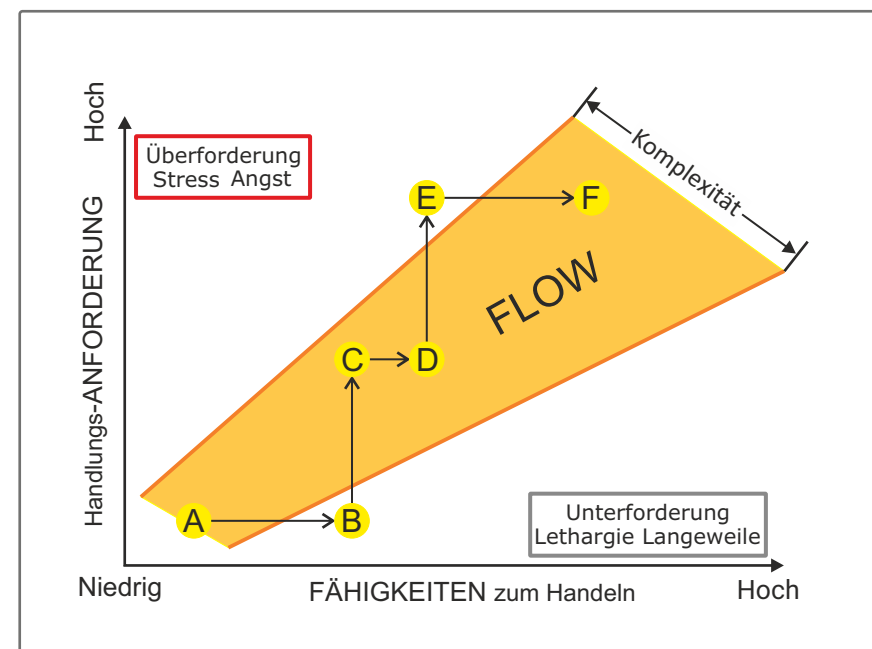 Hoch
Handlungs-ANFORDERUNG
Überforderung
Stress Angst
Komplexität
E
F
FLOW
C
D
A
B
Unterforderung
Lethargie Langeweile
Niedrig
FÄHIGKEITEN zum Handeln
Hoch